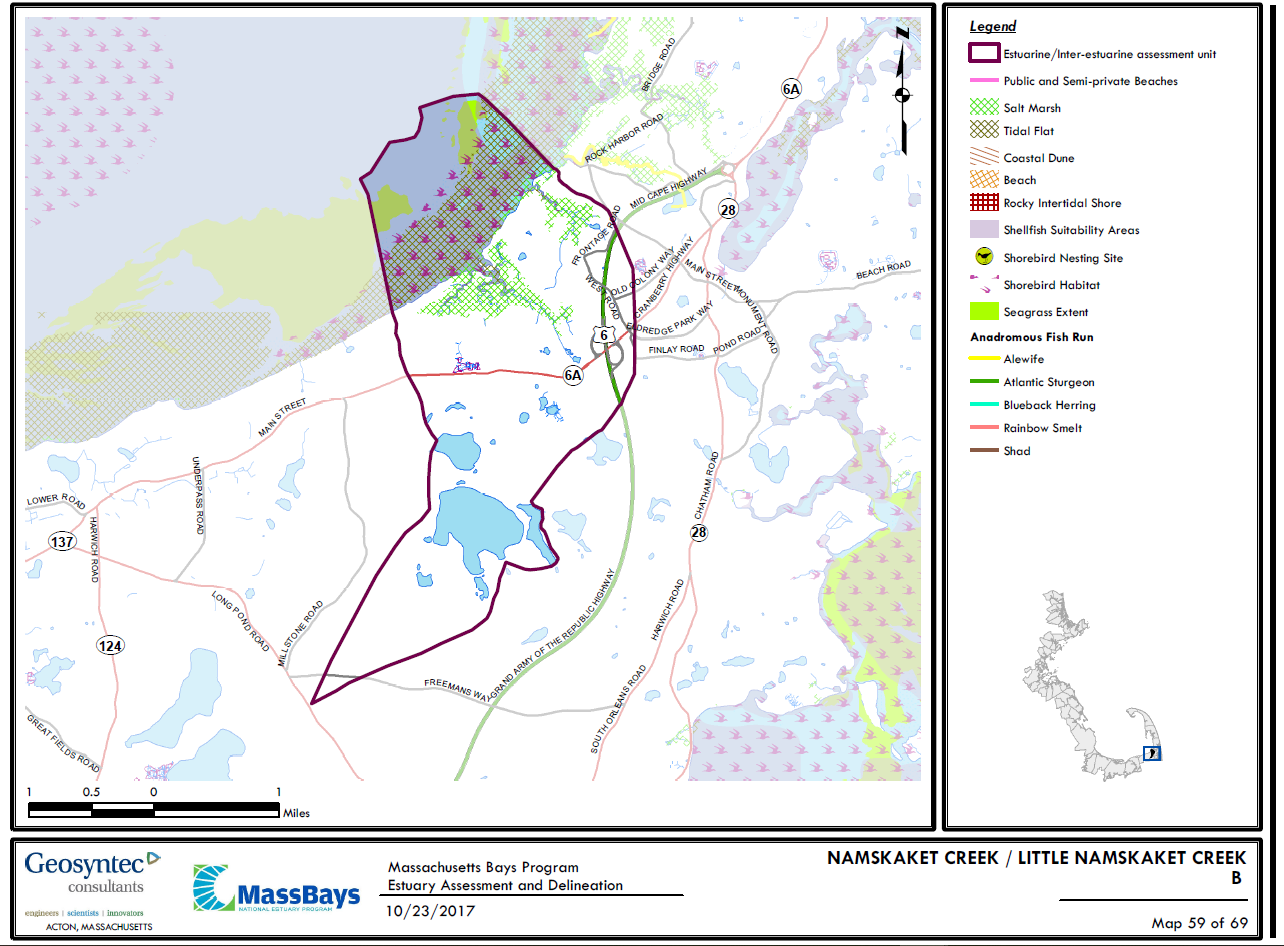 BRIDGE ROAD
6A
ROCK HARBOR ROAD
MID CAPE HIGHWAY
28
FRONTAGE ROAD
OLD COLONY WAY
CRANBERRY HIGHWAY
WEST ROAD
MAIN STREET
MONUMENT ROAD
BEACH ROAD
ELDREDGE PARK WAY
6
FINLAY ROAD
POND ROAD
6A
MAIN STREET
UNDERPASS ROAD
LOWER ROAD
137
HARWICH ROAD
CHATHAM ROAD
28
LONG POND ROAD
MILLSTONE ROAD
124
HARWICH ROAD
GRAND ARMY OF THE REPUBLIC HIGHWAY
FREEMANS WAY
SOUTH ORLEANS ROAD
GREAT FIELDS ROAD
N
1 0.5 0 1
Miles
Legend
Estuarine/Inter-estuarine assessment unit
Public and Semi-private Beaches
Salt Marsh
Tidal Flat
Coastal Dune
Beach
Rocky Intertidal Shore
Shellfish Suitability Areas
Shorebird Nesting Site
Shorebird Habitat
Seagrass Extent
Anadromous Fish Run
Alewife
Atlantic Sturgeon
Blueback Herring
Rainbow Smelt
Shad
Geosyntec
consultants
engineers | scientists | innovators
ACTON, MASSACHUSETTS
MassBays
NATIONAL ESTUARY PROGRAM
Massachusetts Bays Program
Estuary Assessment and Delineation
10/23/2017
NAMSKAKET CREEK / LITTLE NAMSKAKET CREEK
B
Map 59 of 69